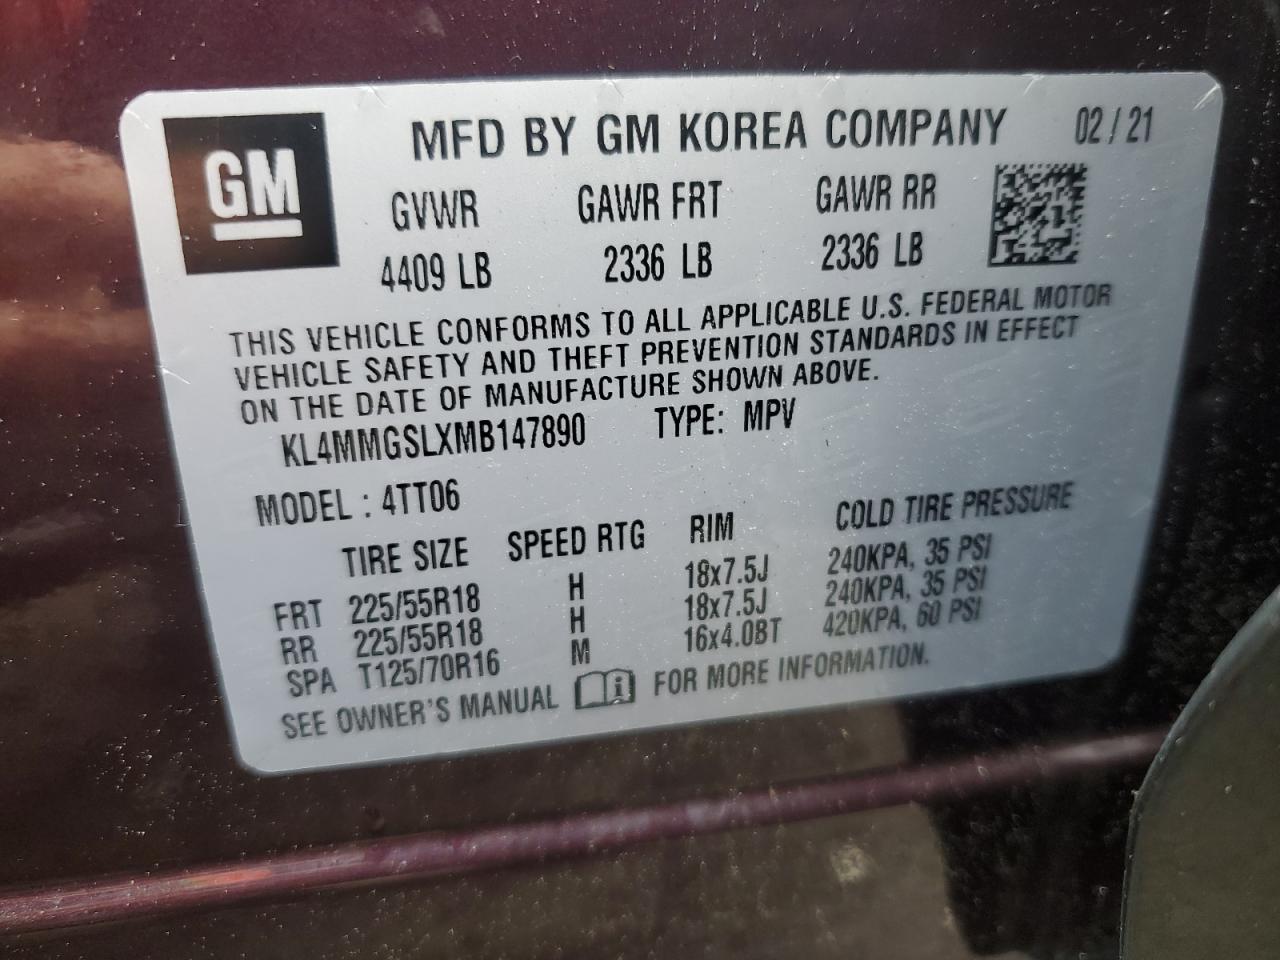 GM
MFD BY GM KOREA COMPANY 02 / 21
GVWR GAWR FRT GAWR RR
4409 LB 2336 LB 2336 LB
THIS VEHICLE CONFORMS TO ALL APPLICABLE U.S. FEDERAL MOTOR
VEHICLE SAFETY AND THEFT PREVENTION STANDARDS IN EFFECT
ON THE DATE OF MANUFACTURE SHOWN ABOVE.
KL4MMGSLXMB147890 TYPE: MPV
MODEL : 4TT06
TIRE SIZE SPEED RTG RIM COLD TIRE PRESSURE
FRT 225/55R18 H 18x7.5J 240KPA, 35 PSI
RR 225/55R18 H 18x7.5J 240KPA, 35 PSI
SPA T125/70R16 M 16x4.0BT 420KPA, 60 PSI
SEE OWNER'S MANUAL FOR MORE INFORMATION.